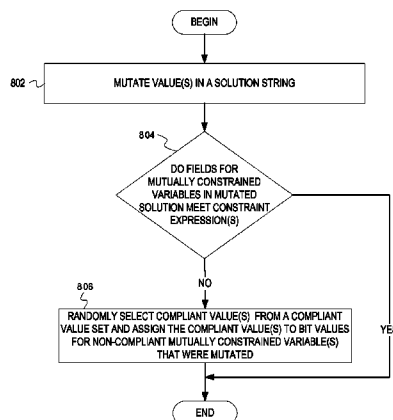 BEGIN
802
MUTATE VALUE(S) IN A SOLUTION STRING
804
DO FIELDS FOR
MUTUALLY CONSTRAINED
VARIABLES IN MUTATED
SOLUTION MEET CONSTRAINT
EXPRESSION(S)
NO
YE
806
RANDOMLY SELECT COMPLIANT VALUE(S) FROM A COMPLIANT
VALUE SET AND ASSIGN THE COMPLIANT VALUE(S) TO BIT VALUES
FOR NON-COMPLIANT MUTUALLY CONSTRAINED VARIABLE(S)
THAT WERE MUTATED
END